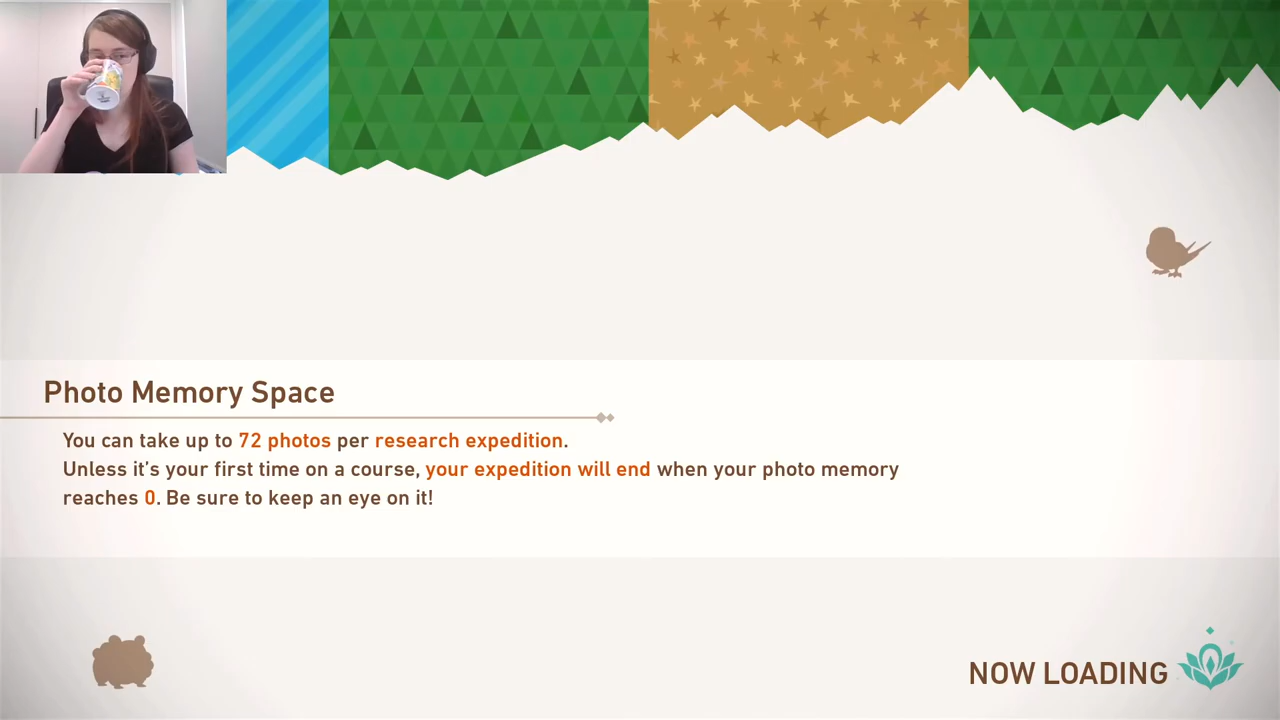 Photo Memory Space
You can take up to 72 photos per research expedition.
Unless it's your first time on a course, your expedition will end when your photo memory
reaches 0. Be sure to keep an eye on it!
NOW LOADING